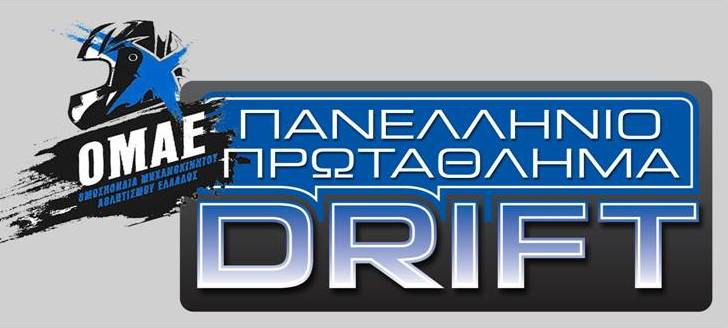 ΟΜΑΕ
ΟΜΟΣΠΟΝΔΙΑ ΜΗΧΑΝΟΚΙΝΗΤΟΥ
ΑΘΛΗΤΙΣΜΟΥ ΕΛΛΑΔΟΣ
ΠΑΝΕΛΛΗΝΙΟ
ΠΡΩΤΑΘΛΗΜΑ
DRIFT